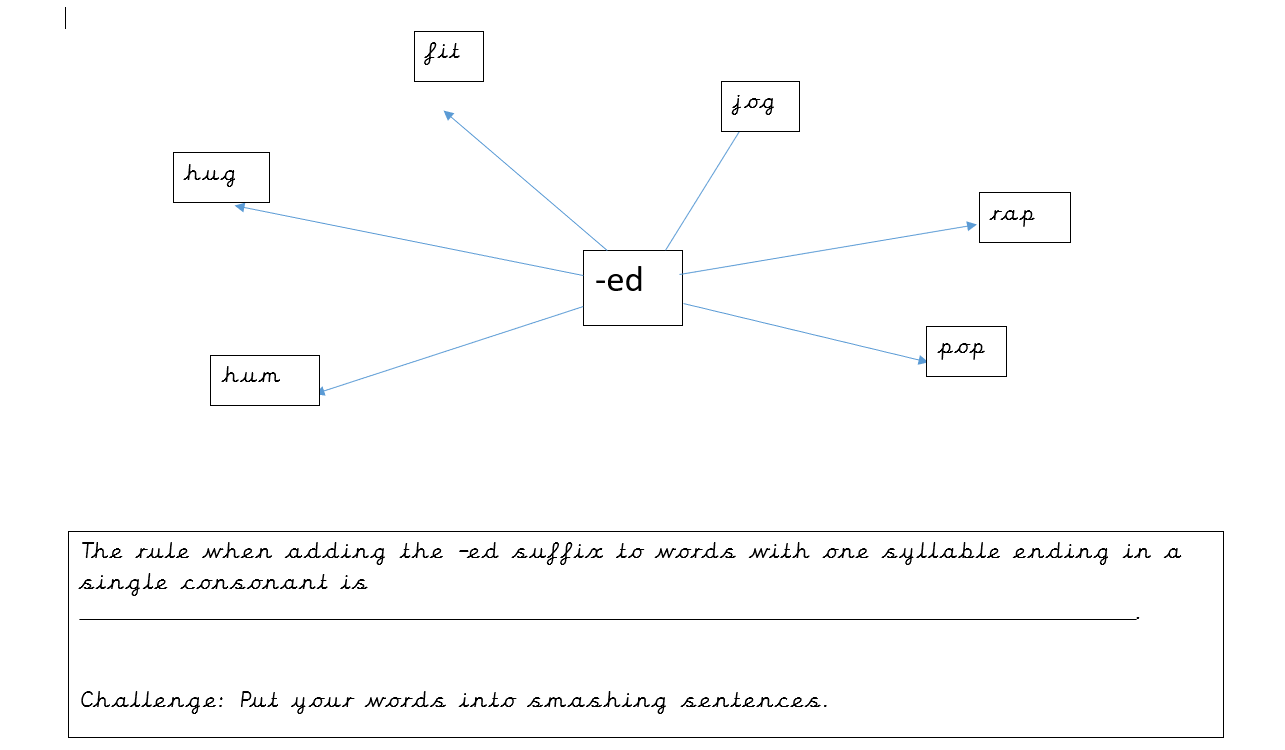 fit
jog
hug
rap
-ed
pop
hum
The rule when adding the -ed suffix to words with one syllable ending in a
single consonant is
_______________________________________________.
Challenge: Put your words into smashing sentences.